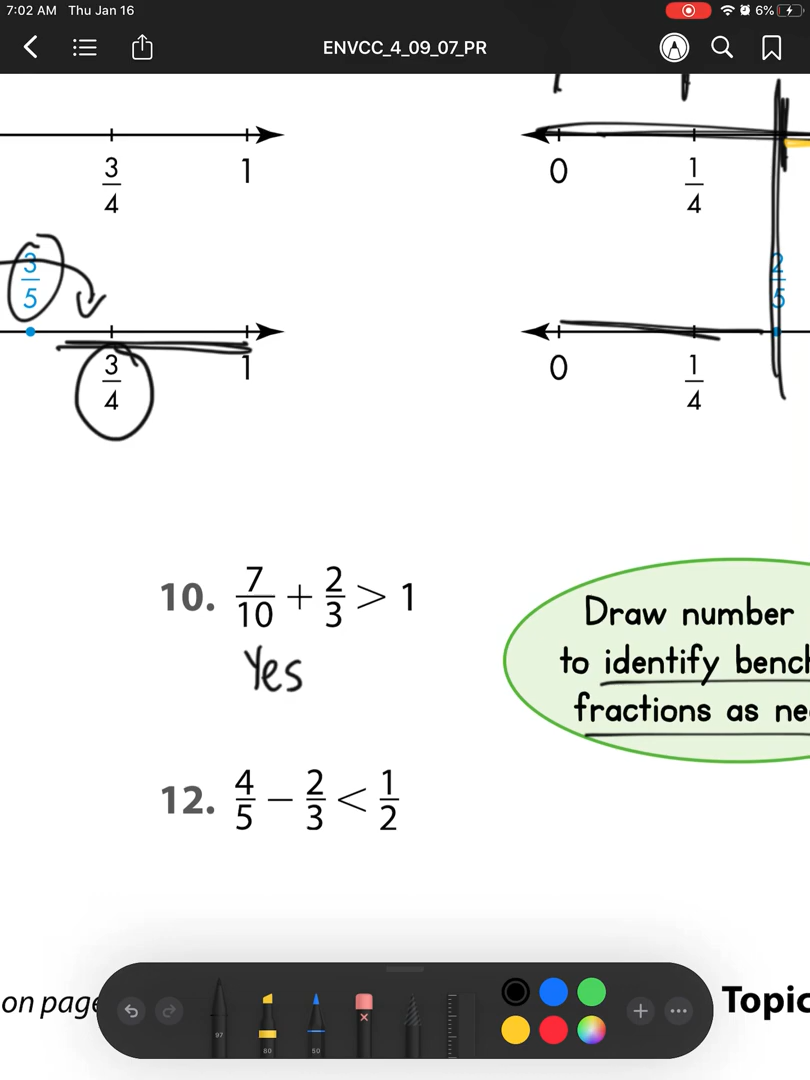 7:02 AM Thu Jan 16
6%
ENVCC_4_09_07_PR
3/4 1 0 1/4
3/5 2/5
3/4 1 0 1/4
10. 7/10 + 2/3 > 1
Yes
Draw number
to identify bench
fractions as ne
12. 4/5 − 2/3 < 1/2
on page
Topic
97 80 50